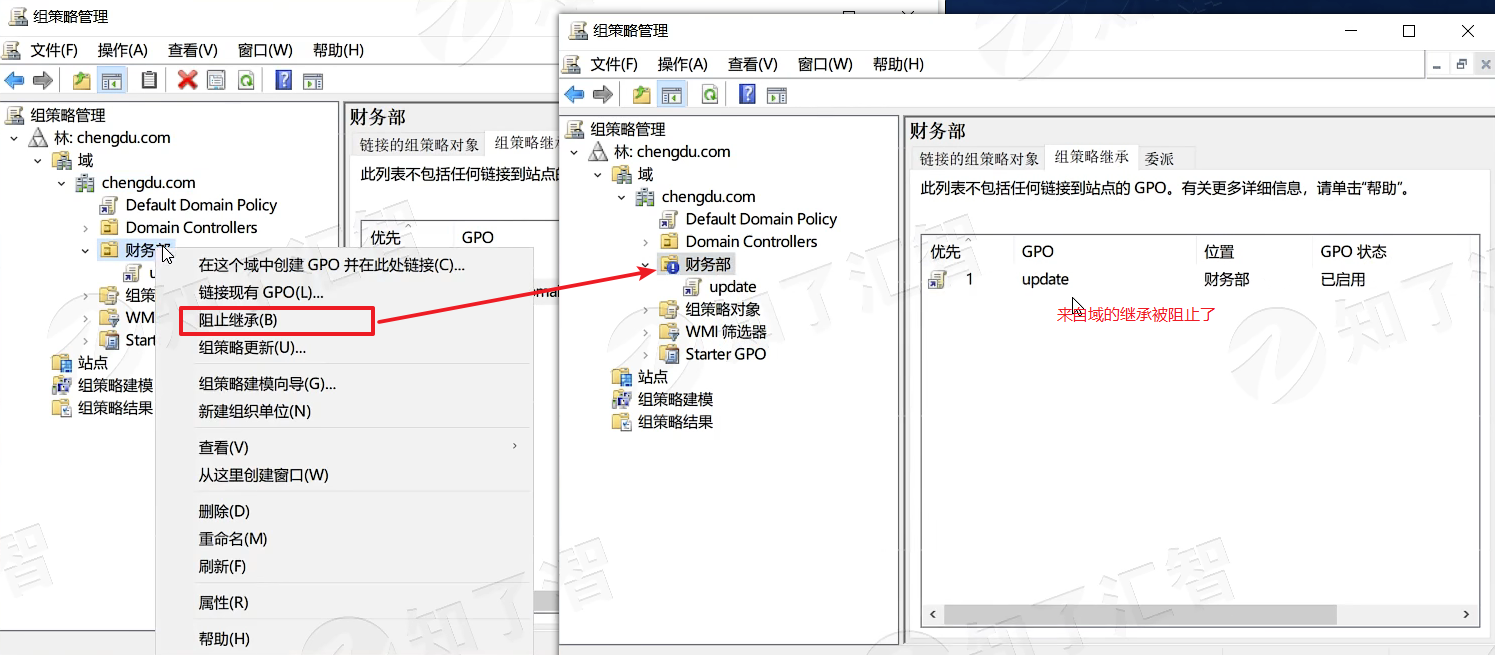 组策略管理
文件(F) 操作(A) 查看(V) 窗口(W) 帮助(H)
组策略管理
林: chengdu.com
域
chengdu.com
Default Domain Policy
Domain Controllers
财务部
组策
WMI
Start
站点
组策略建模
组策略结果
财务部
链接的组策略对象 组策略继
此列表不包括任何链接到站点的
优先 GPO
在这个域中创建 GPO 并在此处链接(C)...
链接现有 GPO(L)...
阻止继承(B)
组策略更新(U)...
组策略建模向导(G)...
新建组织单位(N)
查看(V)
从这里创建窗口(W)
删除(D)
重命名(M)
刷新(F)
属性(R)
帮助(H)
组策略管理
文件(F) 操作(A) 查看(V) 窗口(W) 帮助(H)
组策略管理
林: chengdu.com
域
chengdu.com
Default Domain Policy
Domain Controllers
财务部
update
组策略对象
WMI 筛选器
Starter GPO
站点
组策略建模
组策略结果
财务部
链接的组策略对象 组策略继承 委派
此列表不包括任何链接到站点的 GPO。有关更多详细信息，请单击“帮助”。
优先 GPO 位置 GPO 状态
1 update 财务部 已启用
来自域的继承被阻止了
知了汇智